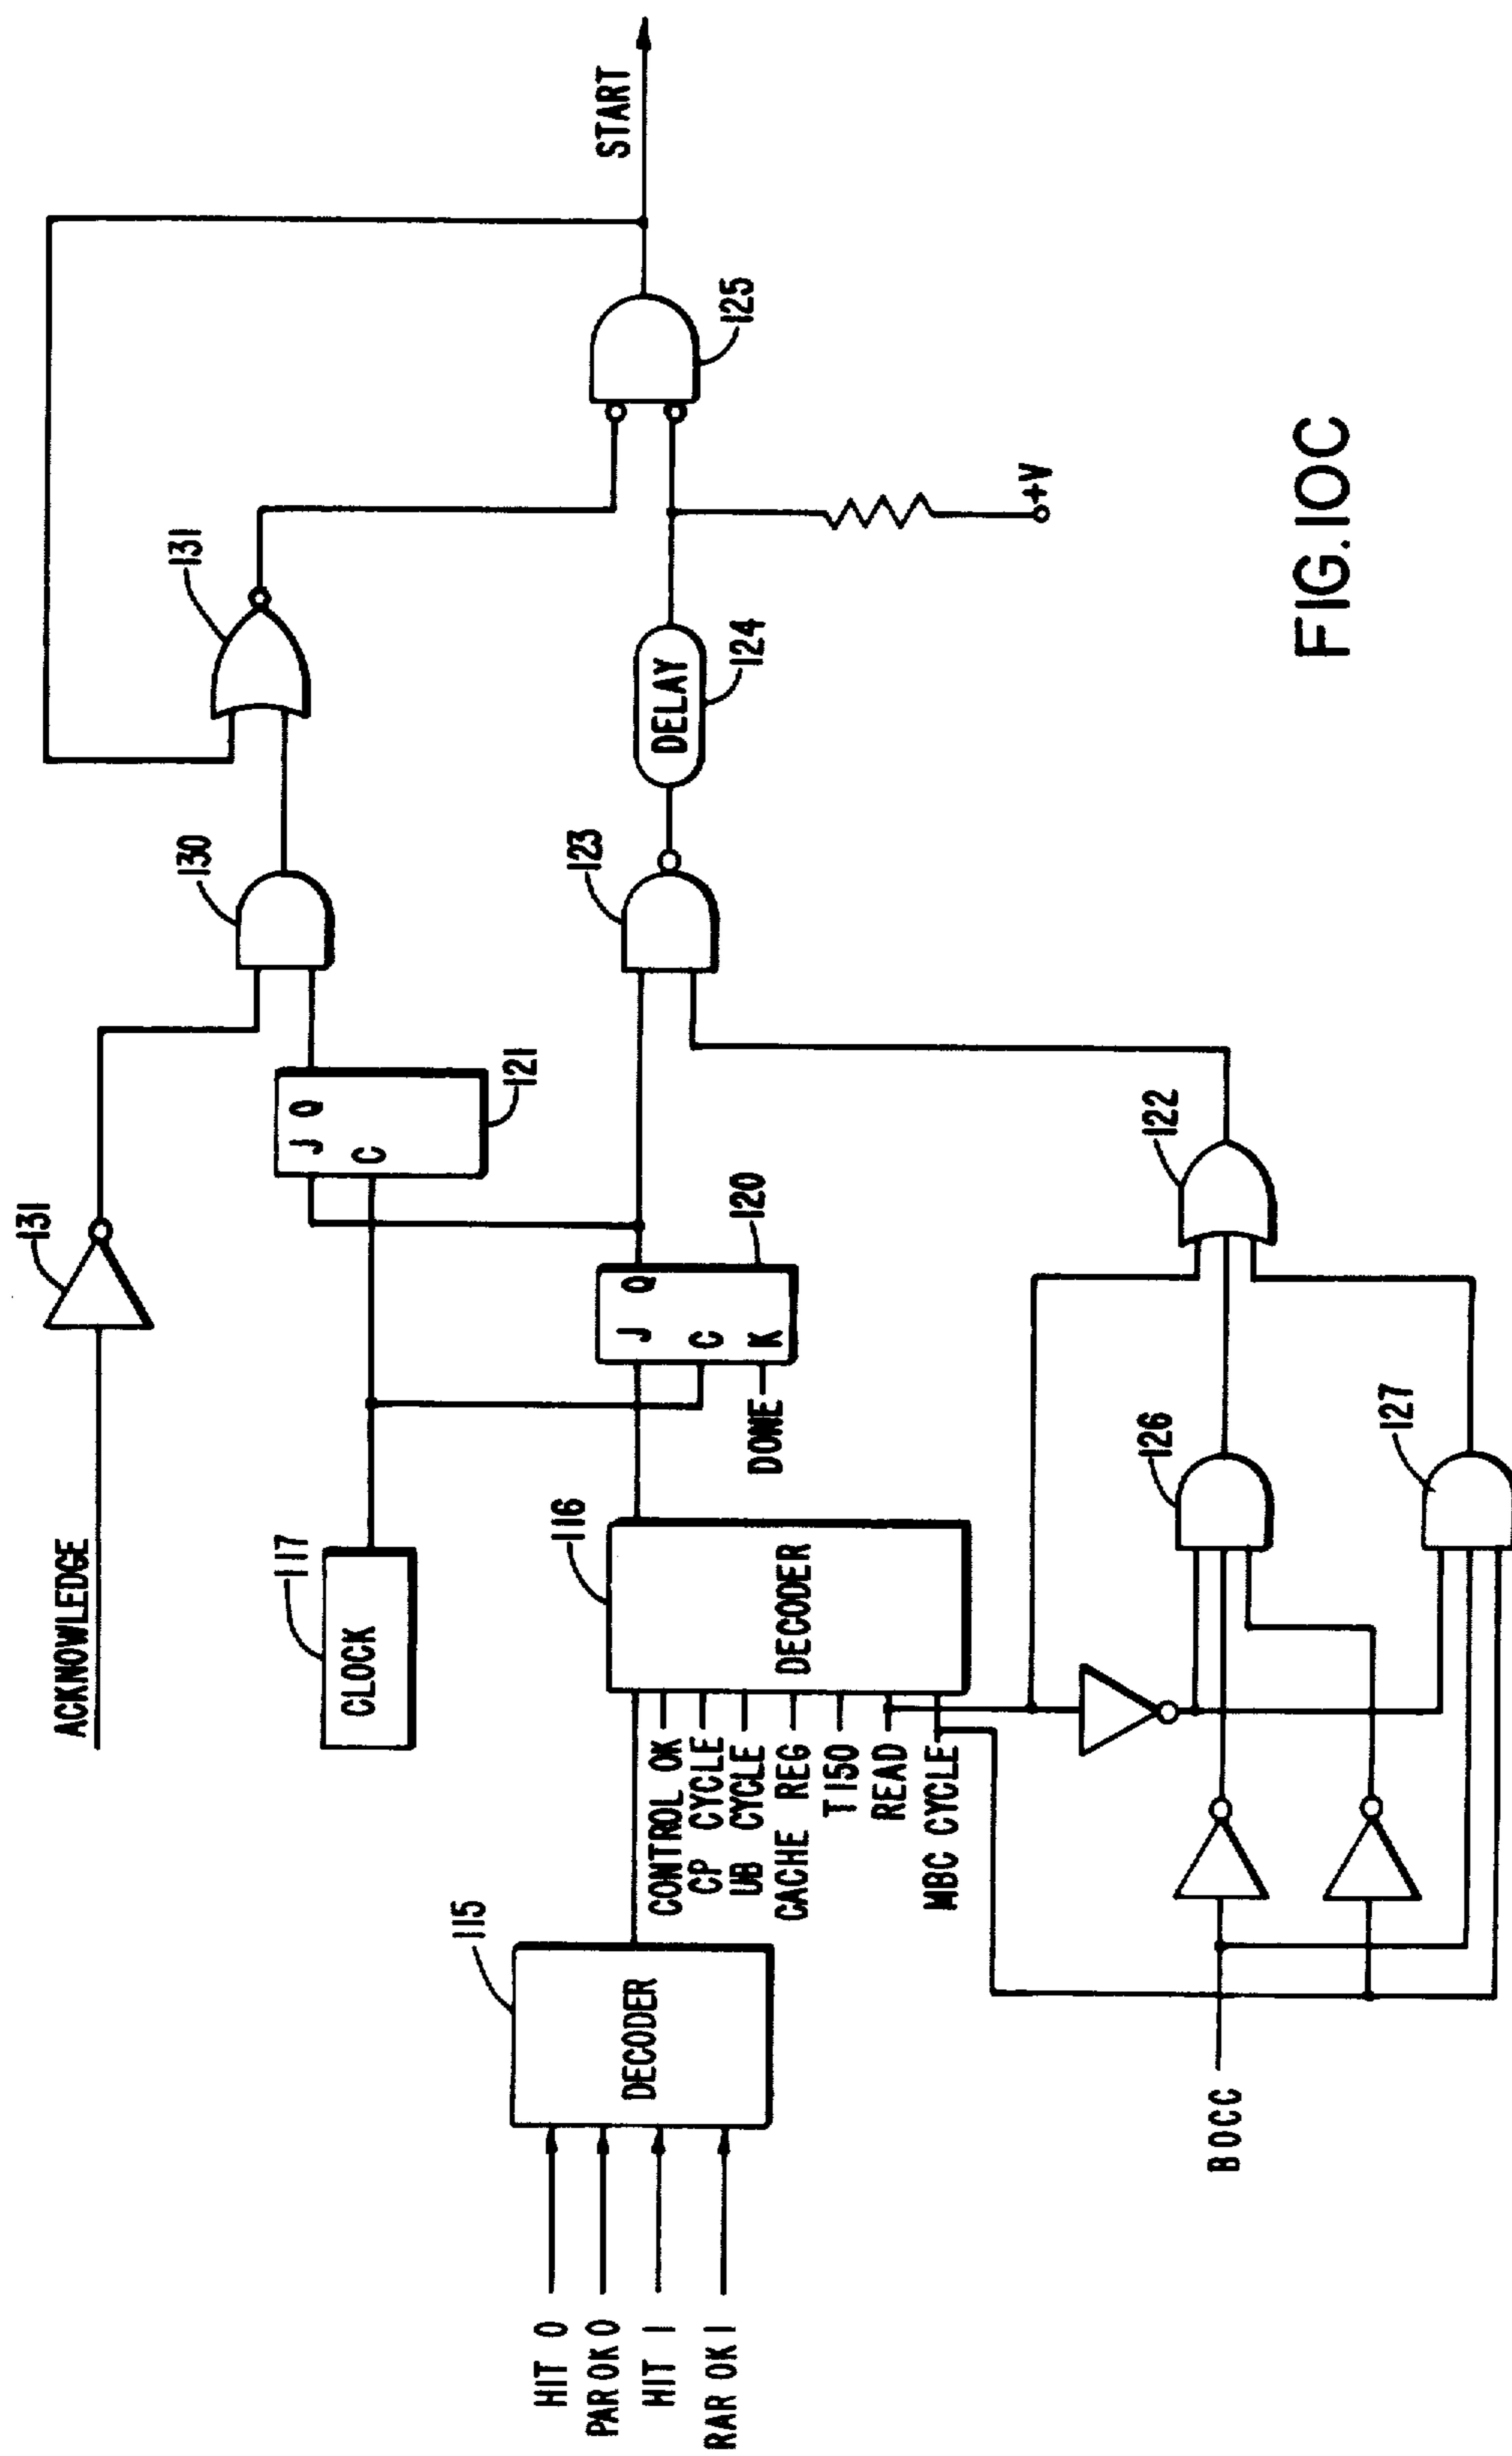 ACKNOWLEDGE
131
130
131
START
117
CLOCK
J Q
C
121
125
HIT 0
PAR OK 0
HIT 1
RAR OK 1
115
DECODER
116
DECODER
CONTROL OK
CP CYCLE
UB CYCLE
CACHE REG
T150
READ
MBC CYCLE
J Q
C
K
DONE
120
123
DELAY
124
+V
BOCC
126
127
122
FIG. 10C